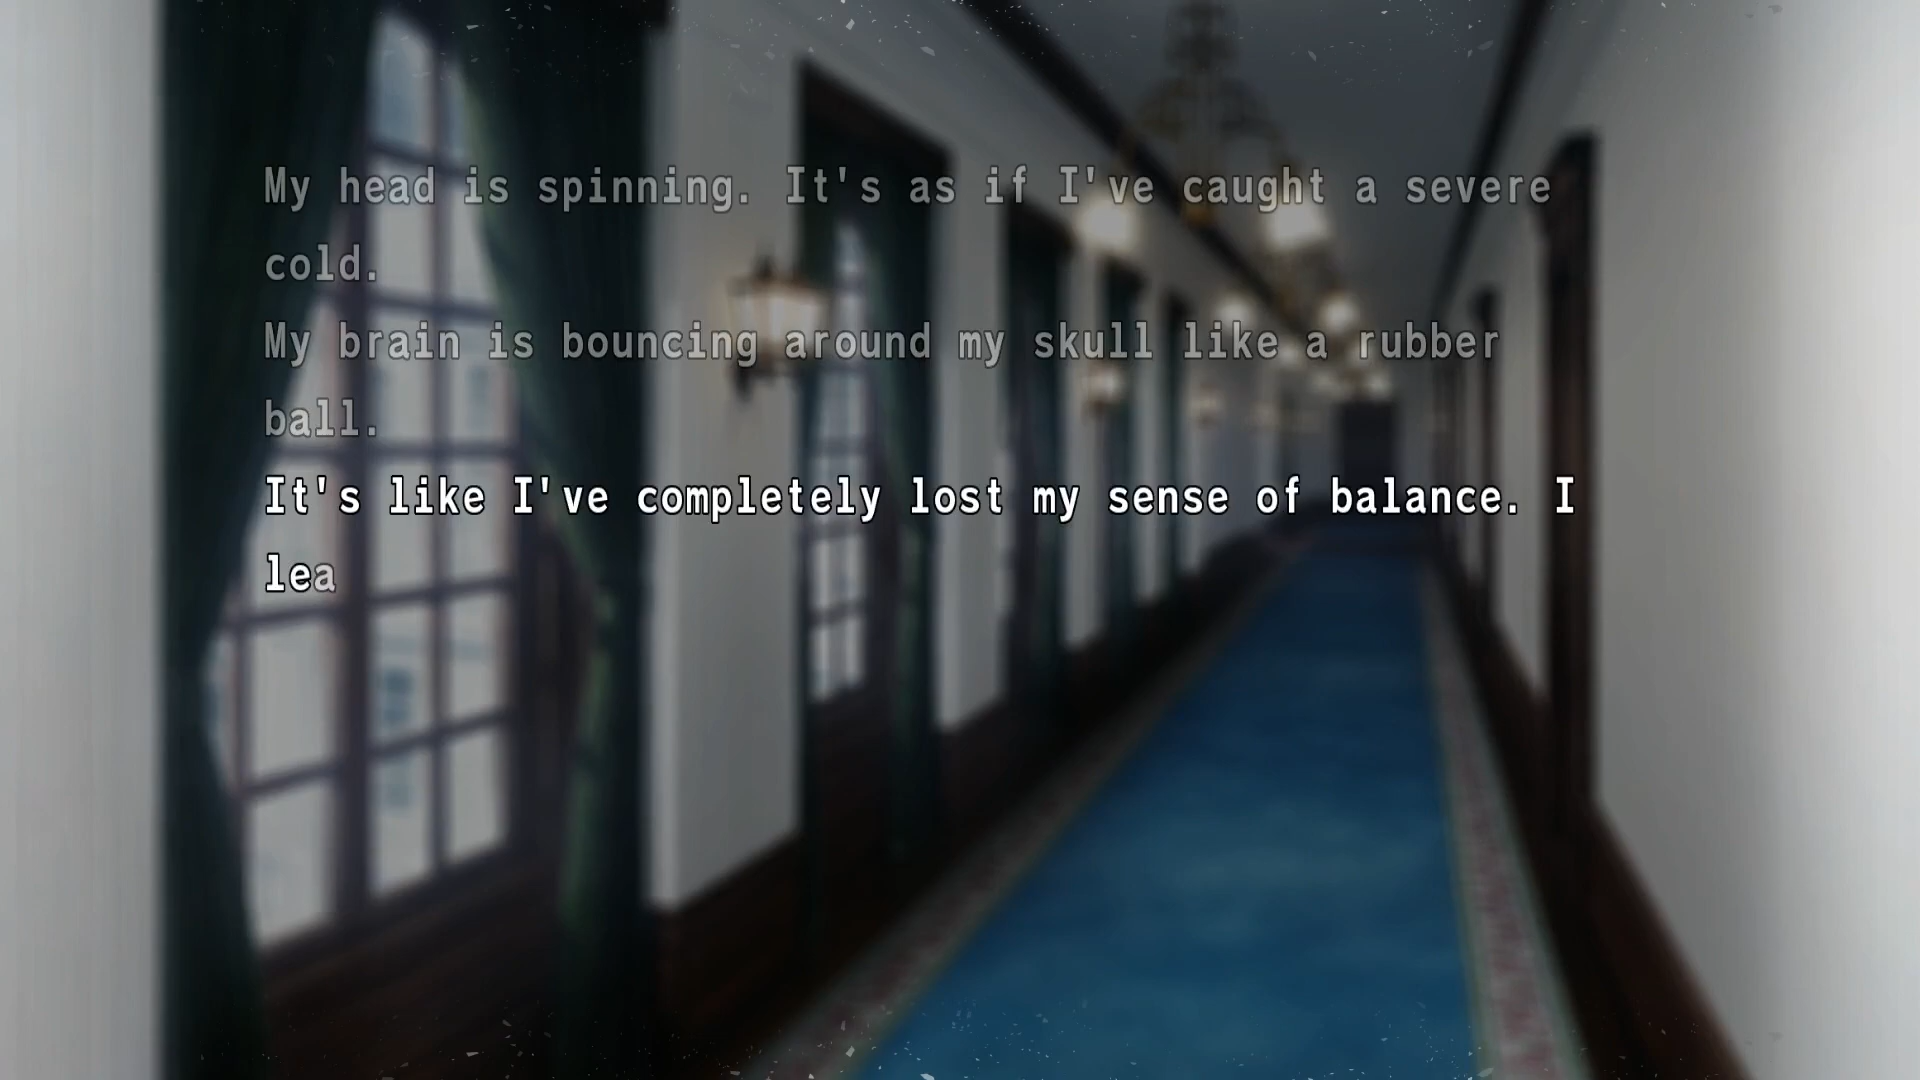 My head is spinning. It's as if I've caught a severe
cold.
My brain is bouncing around my skull like a rubber
ball.
It's like I've completely lost my sense of balance. I
lea